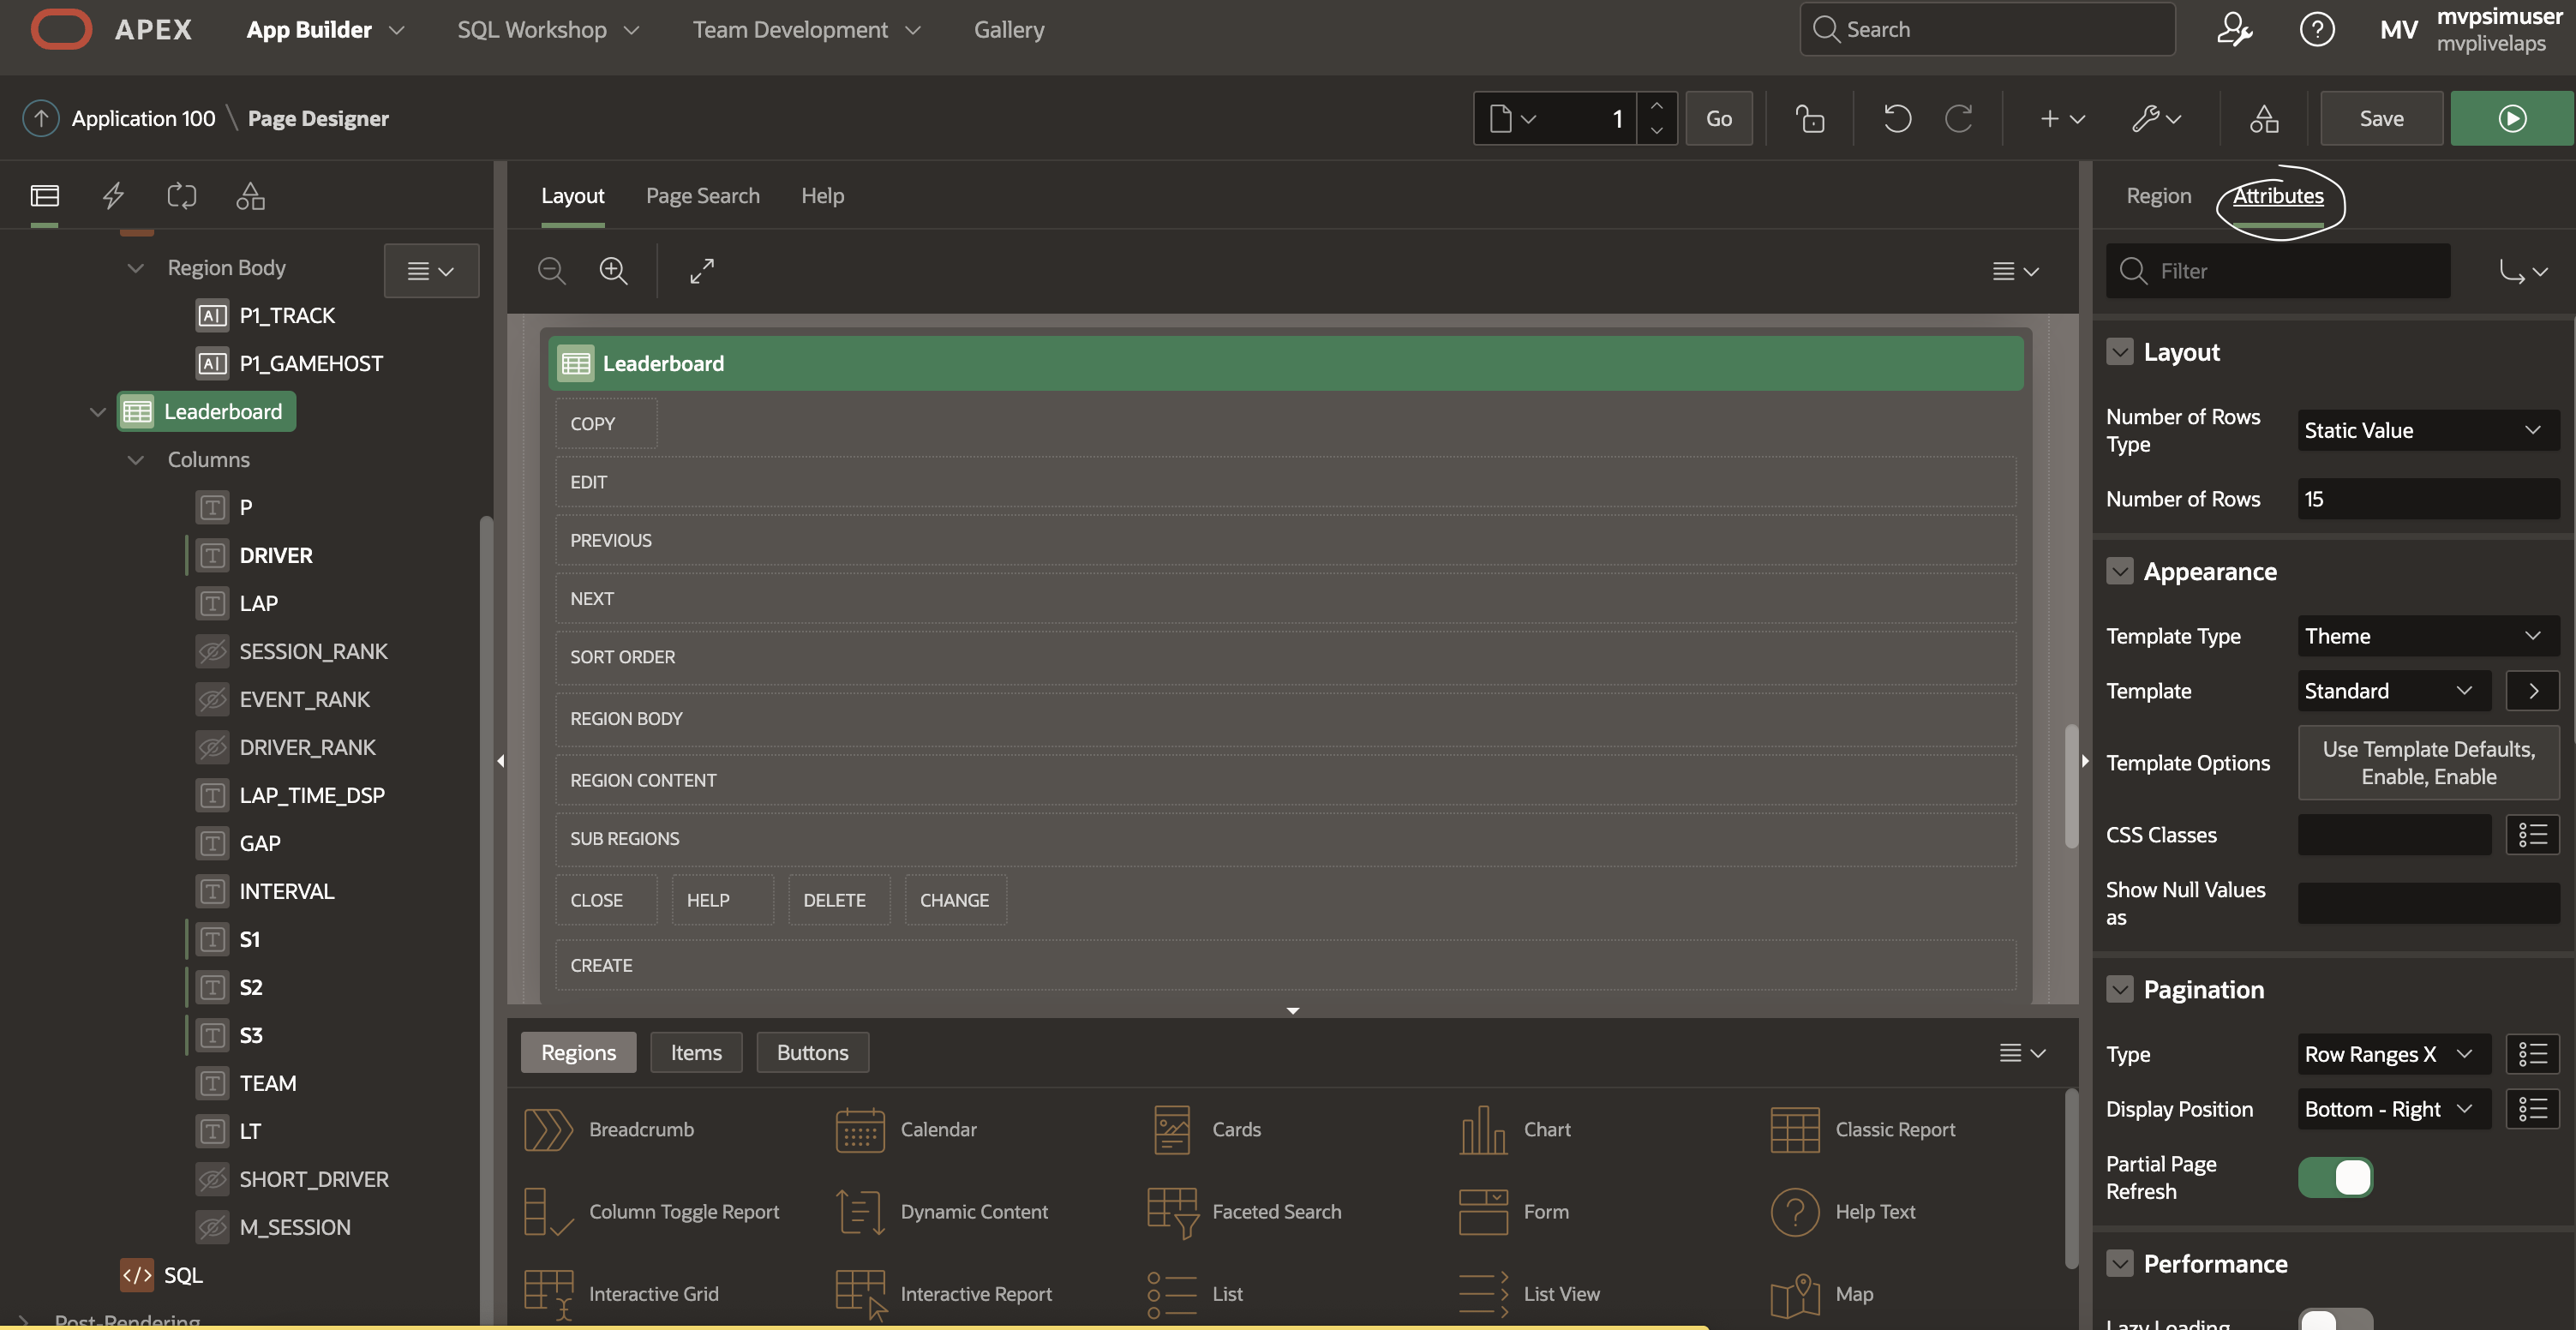 APEX
App Builder
SQL Workshop
Team Development
Gallery
Search
MV
mvpsimuser
mvplivelaps
Application 100 \ Page Designer
1
Go
Save
Region Body
P1_TRACK
P1_GAMEHOST
Leaderboard
Columns
P
DRIVER
LAP
SESSION_RANK
EVENT_RANK
DRIVER_RANK
LAP_TIME_DSP
GAP
INTERVAL
S1
S2
S3
TEAM
LT
SHORT_DRIVER
M_SESSION
SQL
Post-Rendering
Layout
Page Search
Help
Leaderboard
COPY
EDIT
PREVIOUS
NEXT
SORT ORDER
REGION BODY
REGION CONTENT
SUB REGIONS
CLOSE
HELP
DELETE
CHANGE
CREATE
Regions
Items
Buttons
Breadcrumb
Calendar
Cards
Chart
Classic Report
Column Toggle Report
Dynamic Content
Faceted Search
Form
Help Text
Interactive Grid
Interactive Report
List
List View
Map
Region
Attributes
Filter
Layout
Number of Rows
Type
Static Value
Number of Rows
15
Appearance
Template Type
Theme
Template
Standard
Template Options
Use Template Defaults,
Enable, Enable
CSS Classes
Show Null Values
as
Pagination
Type
Row Ranges X
Display Position
Bottom - Right
Partial Page
Refresh
Performance
Lazy Loading